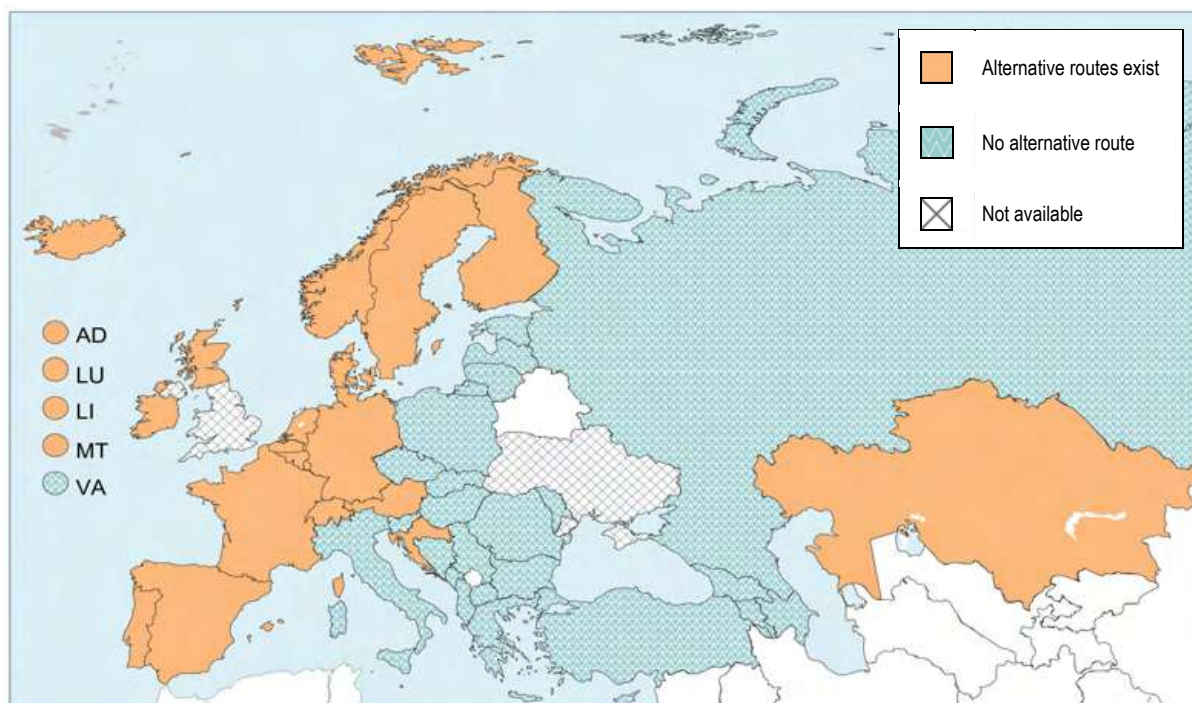 Alternative routes exist
No alternative route
Not available
AD
LU
LI
MT
VA